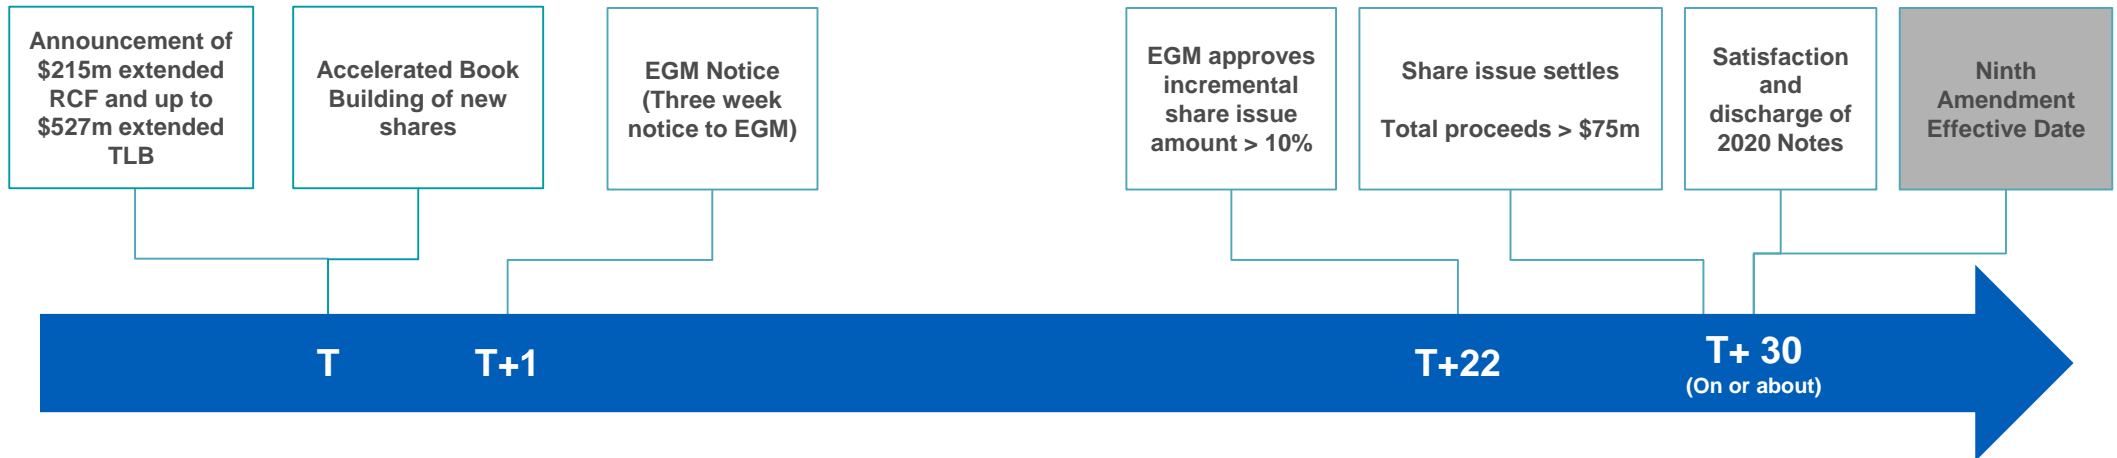 Announcement of
$215m extended
RCF and up to
$527m extended
TLB
Accelerated Book
Building of new
shares
EGM Notice
(Three week
notice to EGM)
EGM approves
incremental
share issue
amount > 10%
Share issue settles
Total proceeds > $75m
Satisfaction
and
discharge of
2020 Notes
Ninth
Amendment
Effective Date
T
T+1
T+22
T+ 30
(On or about)